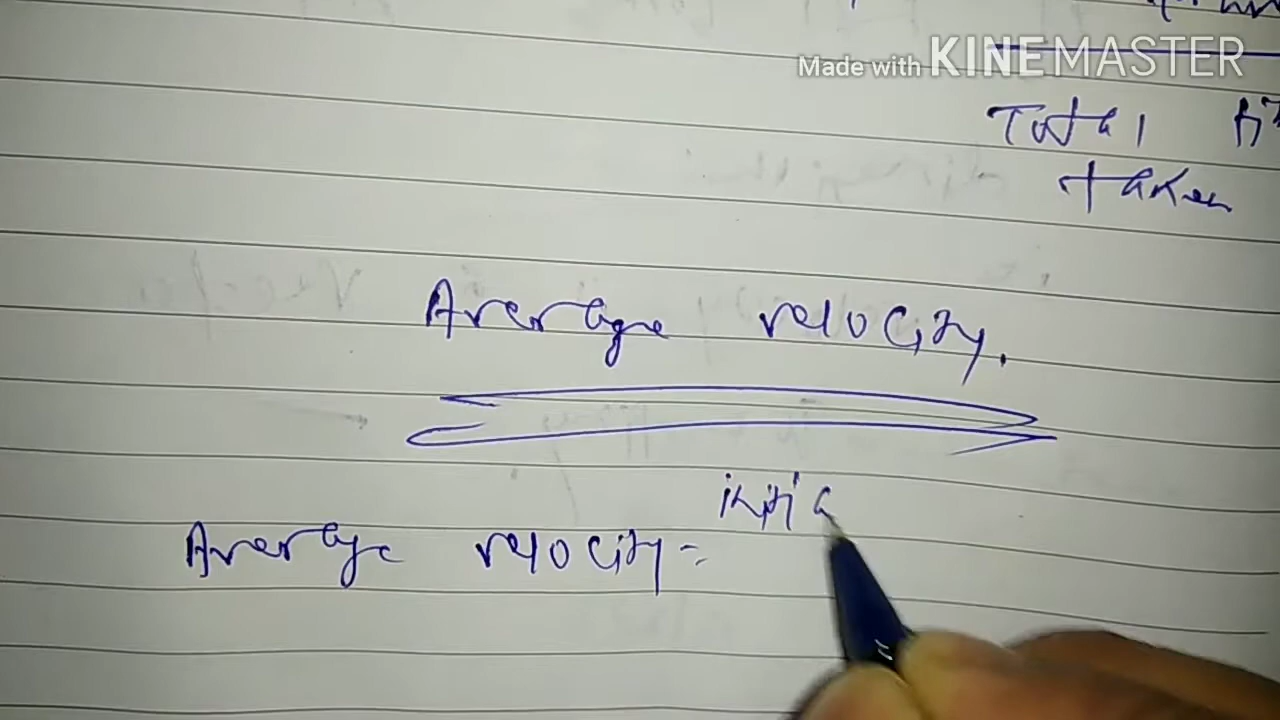 Made with KINEMASTER
Total
taken
Average velocity.
Average velocity = initia